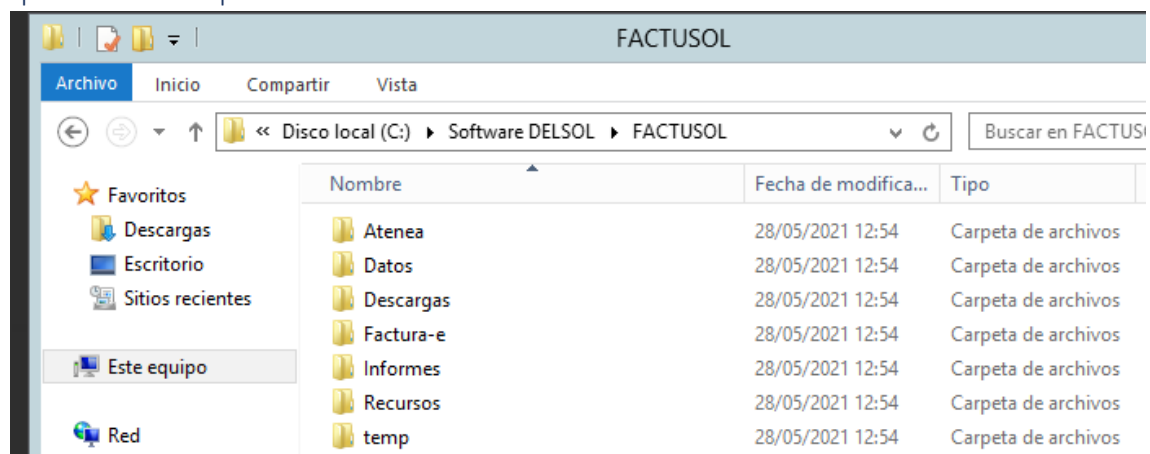 FACTUSOL
Archivo Inicio Compartir Vista
« Disco local (C:) Software DELSOL FACTUSOL Buscar en FACTUS
Favoritos
Descargas
Escritorio
Sitios recientes
Este equipo
Red
Nombre Fecha de modifica... Tipo
Atenea 28/05/2021 12:54 Carpeta de archivos
Datos 28/05/2021 12:54 Carpeta de archivos
Descargas 28/05/2021 12:54 Carpeta de archivos
Factura-e 28/05/2021 12:54 Carpeta de archivos
Informes 28/05/2021 12:54 Carpeta de archivos
Recursos 28/05/2021 12:54 Carpeta de archivos
temp 28/05/2021 12:54 Carpeta de archivos